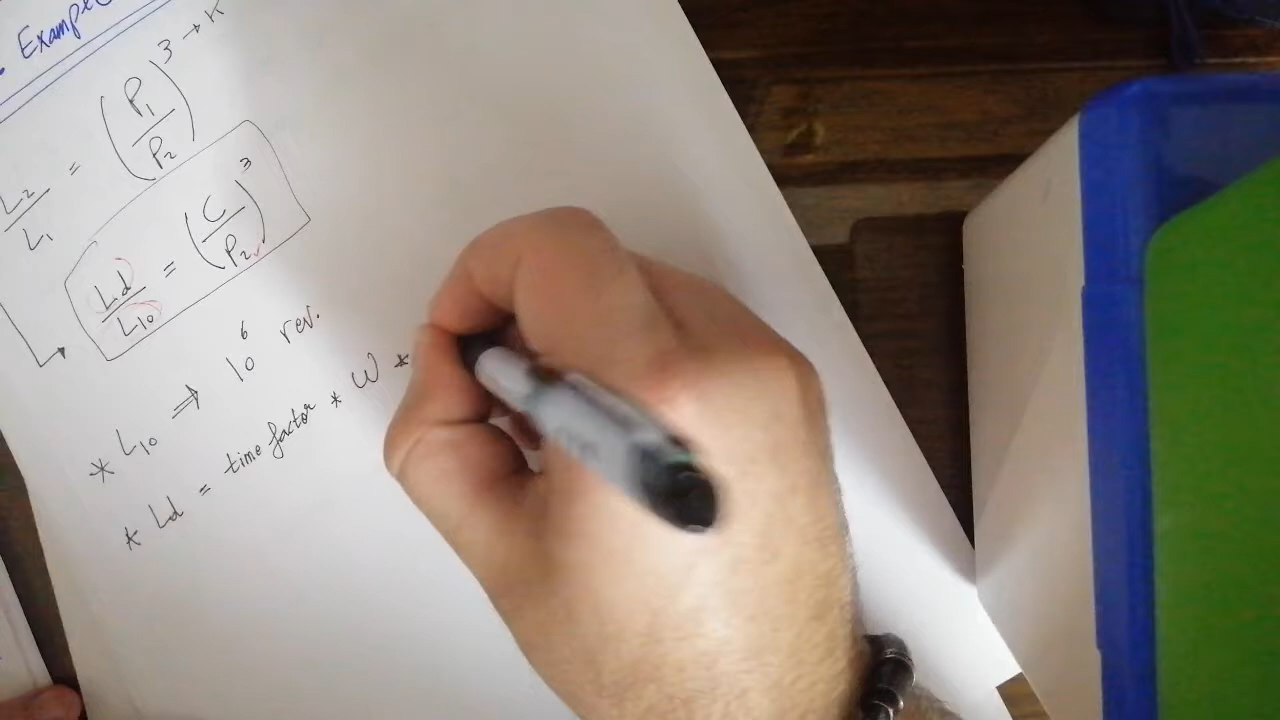 Example
L2/L1 = (P1/P2)^3 → K
Ld/L10 = (C/P2)^3
* L10 ⇒ 10^6 rev.
* Ld = time factor * ω *